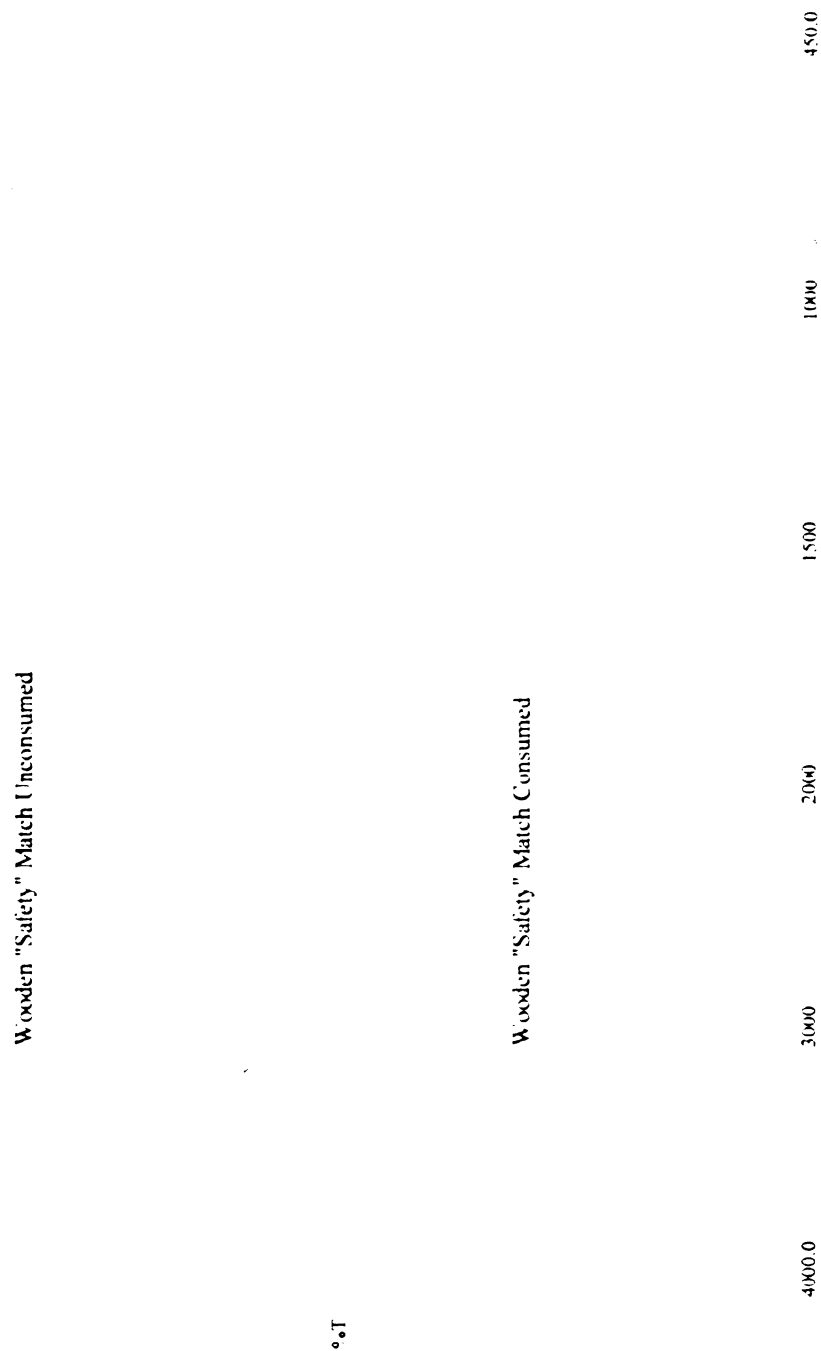 Wooden "Safety" Match Unconsumed
%T
Wooden "Safety" Match Consumed
4000.0 3000 2000 1500 1000 450.0